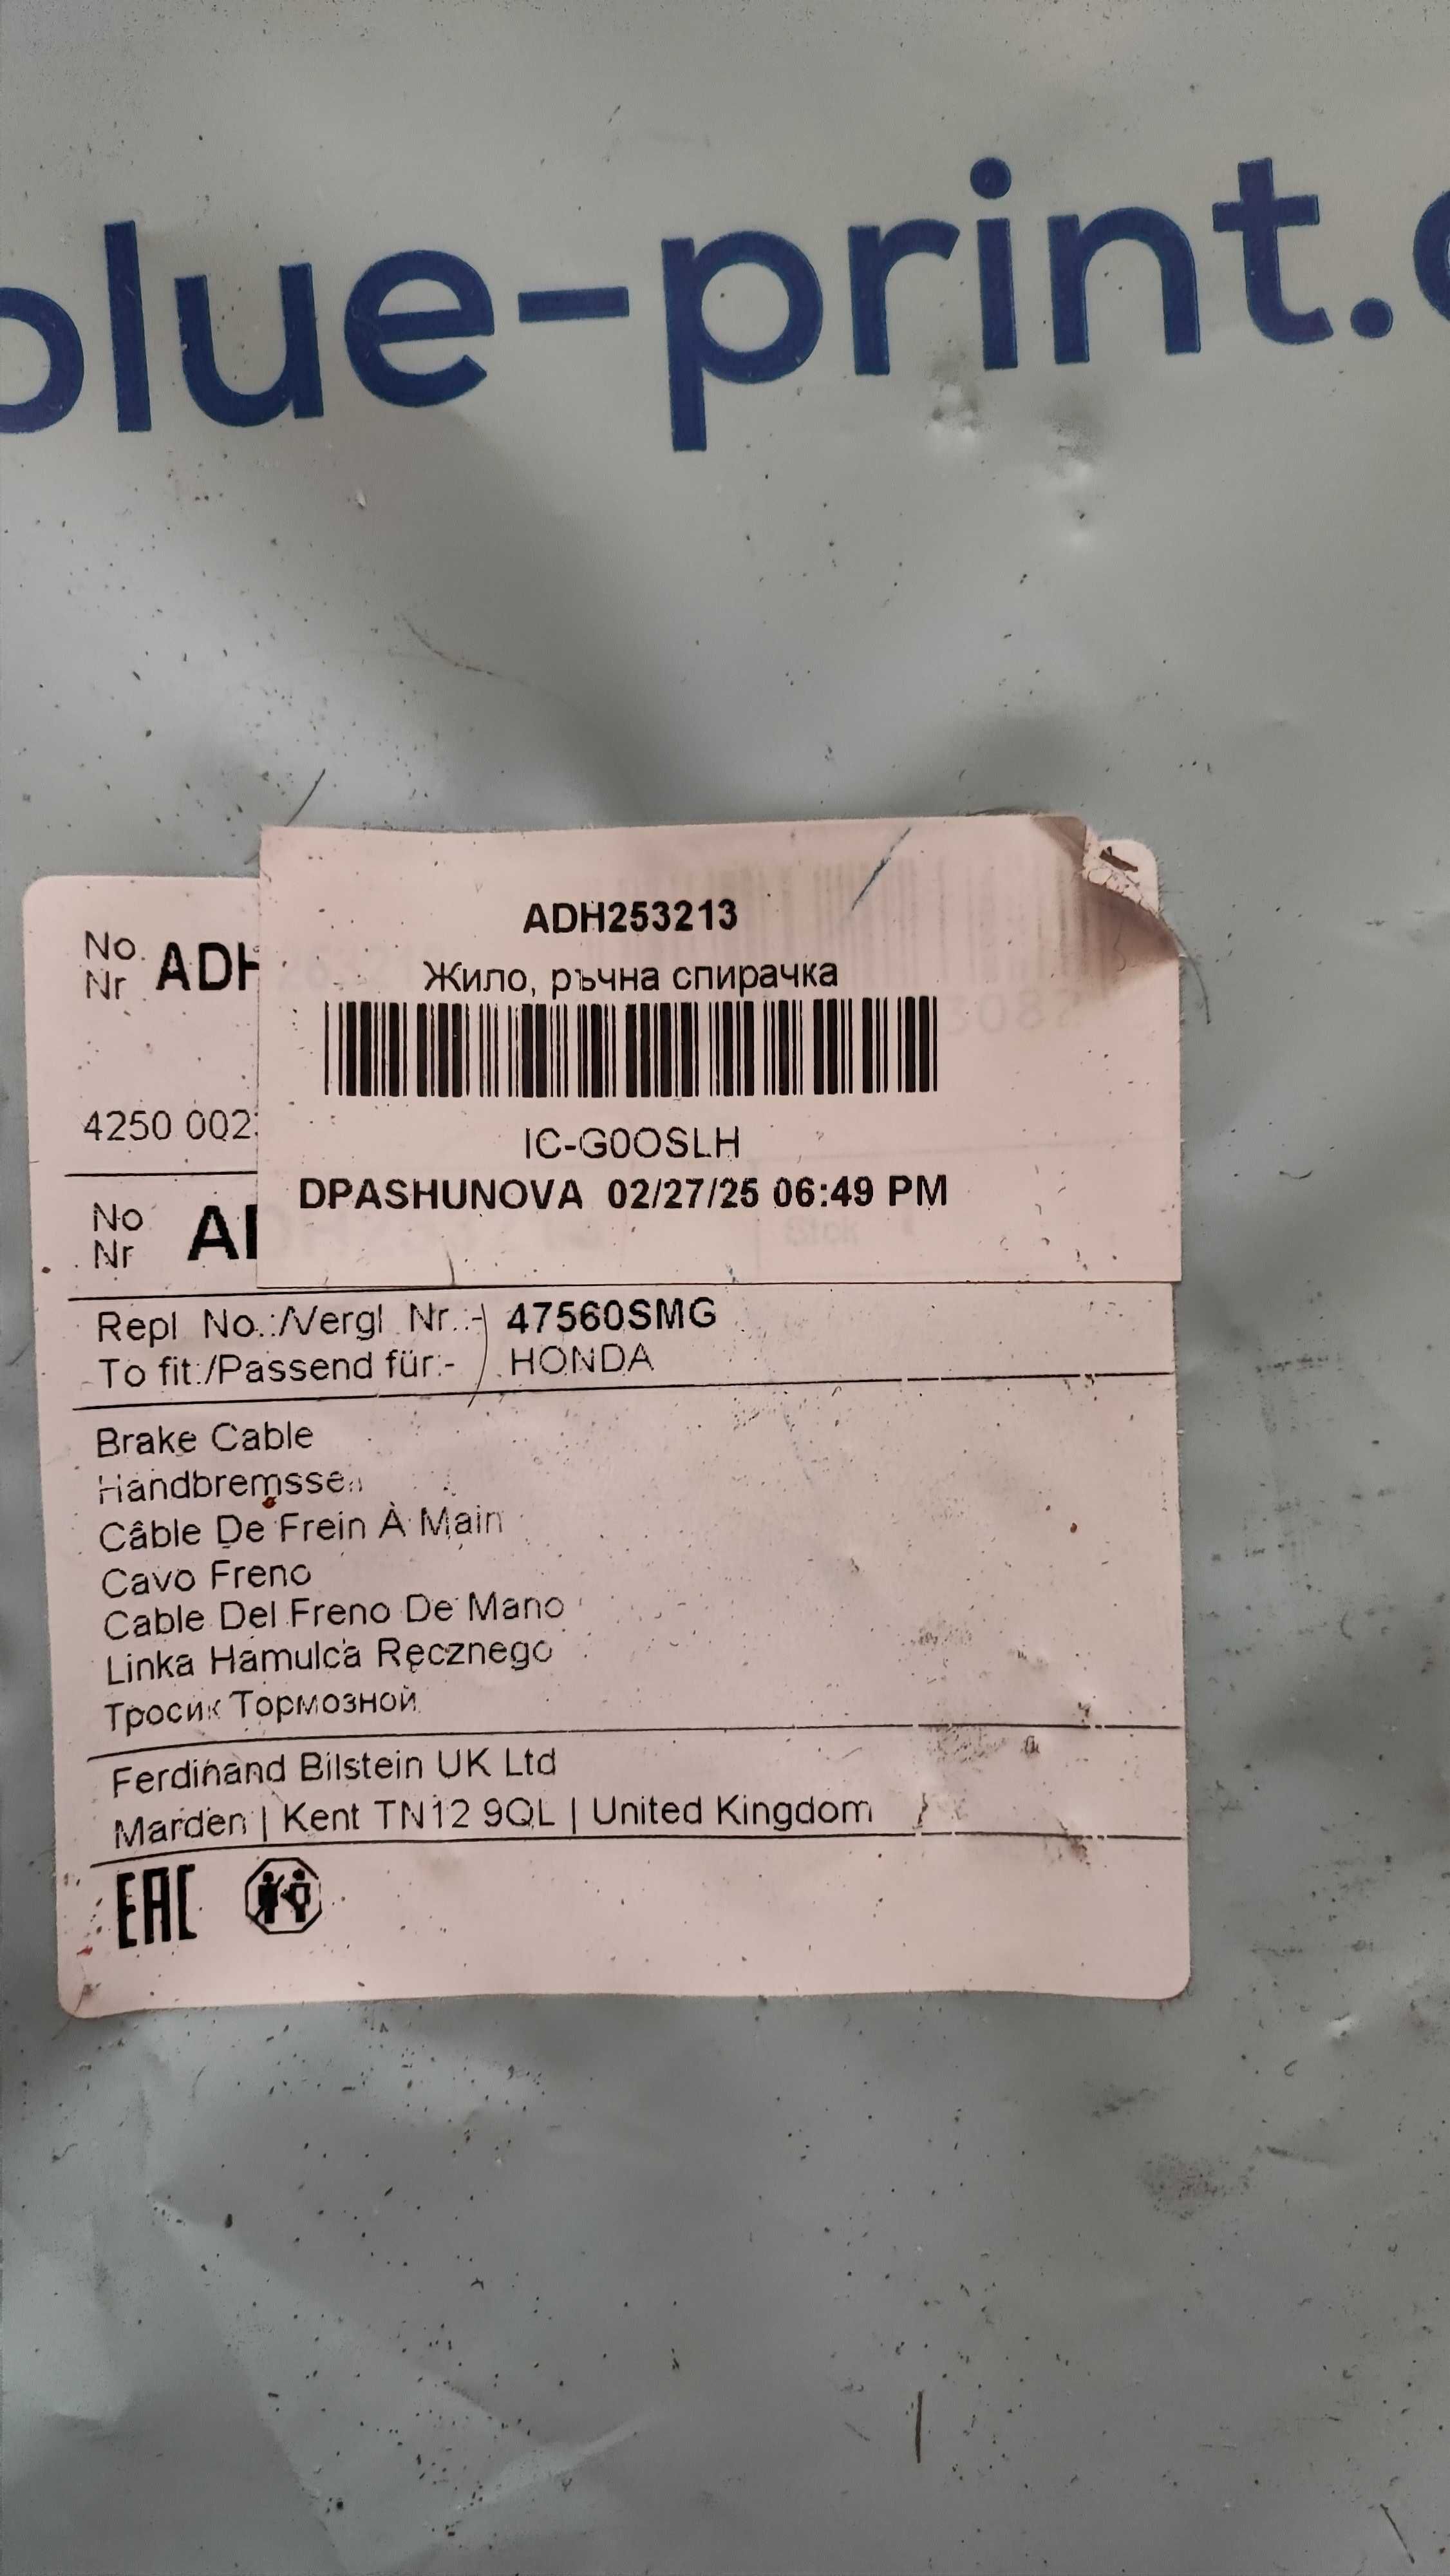 blue-print.c
ADH253213
Жило, ръчна спирачка
IC-G0OSLH
DPASHUNOVA 02/27/25 06:49 PM
No.
Nr.
ADH
4250 002
No
Nr
Repl No.:/Vergl Nr.:- 47560SMG
To fit:/Passend für:- HONDA
Brake Cable
Câble De Frein À Main
Cavo Freno
Cable Del Freno De Mano
Linka Hamulca Ręcznego
Тросик Тормозной
Ferdinand Bilstein UK Ltd
Marden | Kent TN12 9QL | United Kingdom
EAC